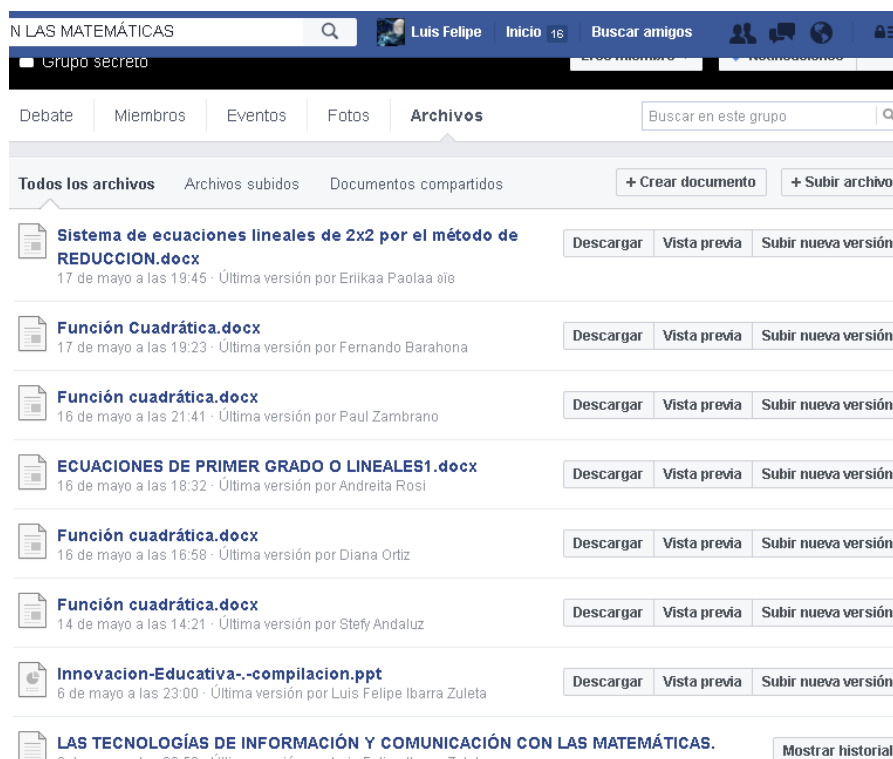 N LAS MATEMÁTICAS
Luis Felipe Inicio 16 Buscar amigos
Grupo secreto
Debate Miembros Eventos Fotos Archivos Buscar en este grupo
Todos los archivos Archivos subidos Documentos compartidos + Crear documento + Subir archivo
Sistema de ecuaciones lineales de 2x2 por el método de
REDUCCION.docx
17 de mayo a las 19:45 · Última versión por Eriikaa Paolaa
Descargar Vista previa Subir nueva versión
Función Cuadrática.docx
17 de mayo a las 19:23 · Última versión por Fernando Barahona
Descargar Vista previa Subir nueva versión
Función cuadrática.docx
16 de mayo a las 21:41 · Última versión por Paul Zambrano
Descargar Vista previa Subir nueva versión
ECUACIONES DE PRIMER GRADO O LINEALES1.docx
16 de mayo a las 18:32 · Última versión por Andreita Rosi
Descargar Vista previa Subir nueva versión
Función cuadrática.docx
16 de mayo a las 16:58 · Última versión por Diana Ortiz
Descargar Vista previa Subir nueva versión
Función cuadrática.docx
14 de mayo a las 14:21 · Última versión por Stefy Andaluz
Descargar Vista previa Subir nueva versión
Innovacion-Educativa-.-compilacion.ppt
6 de mayo a las 23:00 · Última versión por Luis Felipe Ibarra Zuleta
Descargar Vista previa Subir nueva versión
LAS TECNOLOGÍAS DE INFORMACIÓN Y COMUNICACIÓN CON LAS MATEMÁTICAS.
Mostrar historial